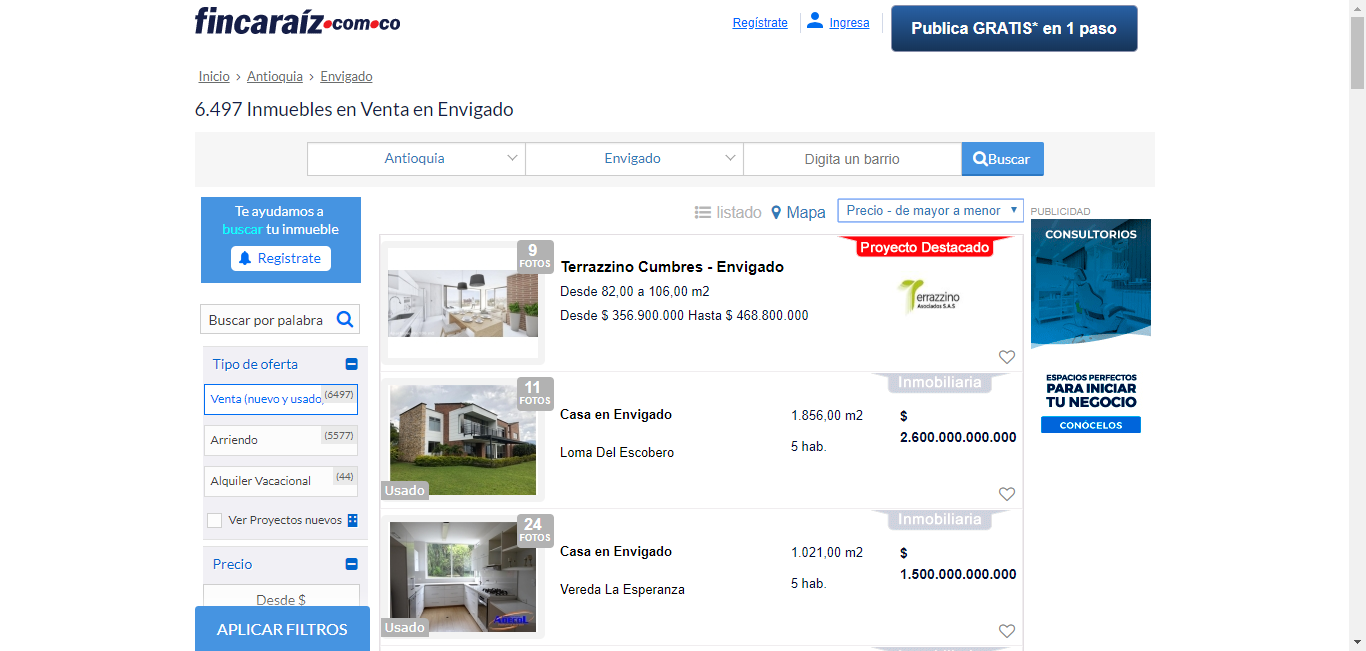 fincaraíz.com.co
Regístrate
Ingresa
Publica GRATIS* en 1 paso
Inicio > Antioquia > Envigado
6.497 Inmuebles en Venta en Envigado
Antioquia
Envigado
Digita un barrio
Buscar
Te ayudamos a
buscar tu inmueble
Registrate
Buscar por palabra
Tipo de oferta
Venta (nuevo y usado) (6497)
Arriendo (5577)
Alquiler Vacacional (44)
Ver Proyectos nuevos
Precio
Desde $
APLICAR FILTROS
listado
Mapa
Precio - de mayor a menor
9
FOTOS
Terrazzino Cumbres - Envigado
Desde 82,00 a 106,00 m2
Desde $ 356.900.000 Hasta $ 468.800.000
Proyecto Destacado
Terrazzino
Asociados S.A.S
11
FOTOS
Usado
Casa en Envigado
Loma Del Escobero
1.856,00 m2
5 hab.
Inmobiliaria
$
2.600.000.000.000
24
FOTOS
Adecol
Usado
Casa en Envigado
Vereda La Esperanza
1.021,00 m2
5 hab.
Inmobiliaria
$
1.500.000.000.000
PUBLICIDAD
CONSULTORIOS
ESPACIOS PERFECTOS
PARA INICIAR
TU NEGOCIO
CONÓCELOS